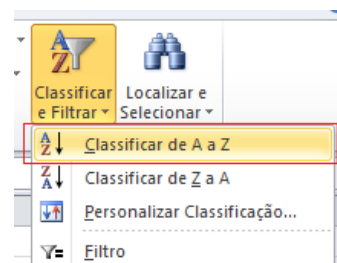 Classificar
e Filtrar
Localizar e
Selecionar
Classificar de A a Z
Classificar de Z a A
Personalizar Classificação...
Filtro